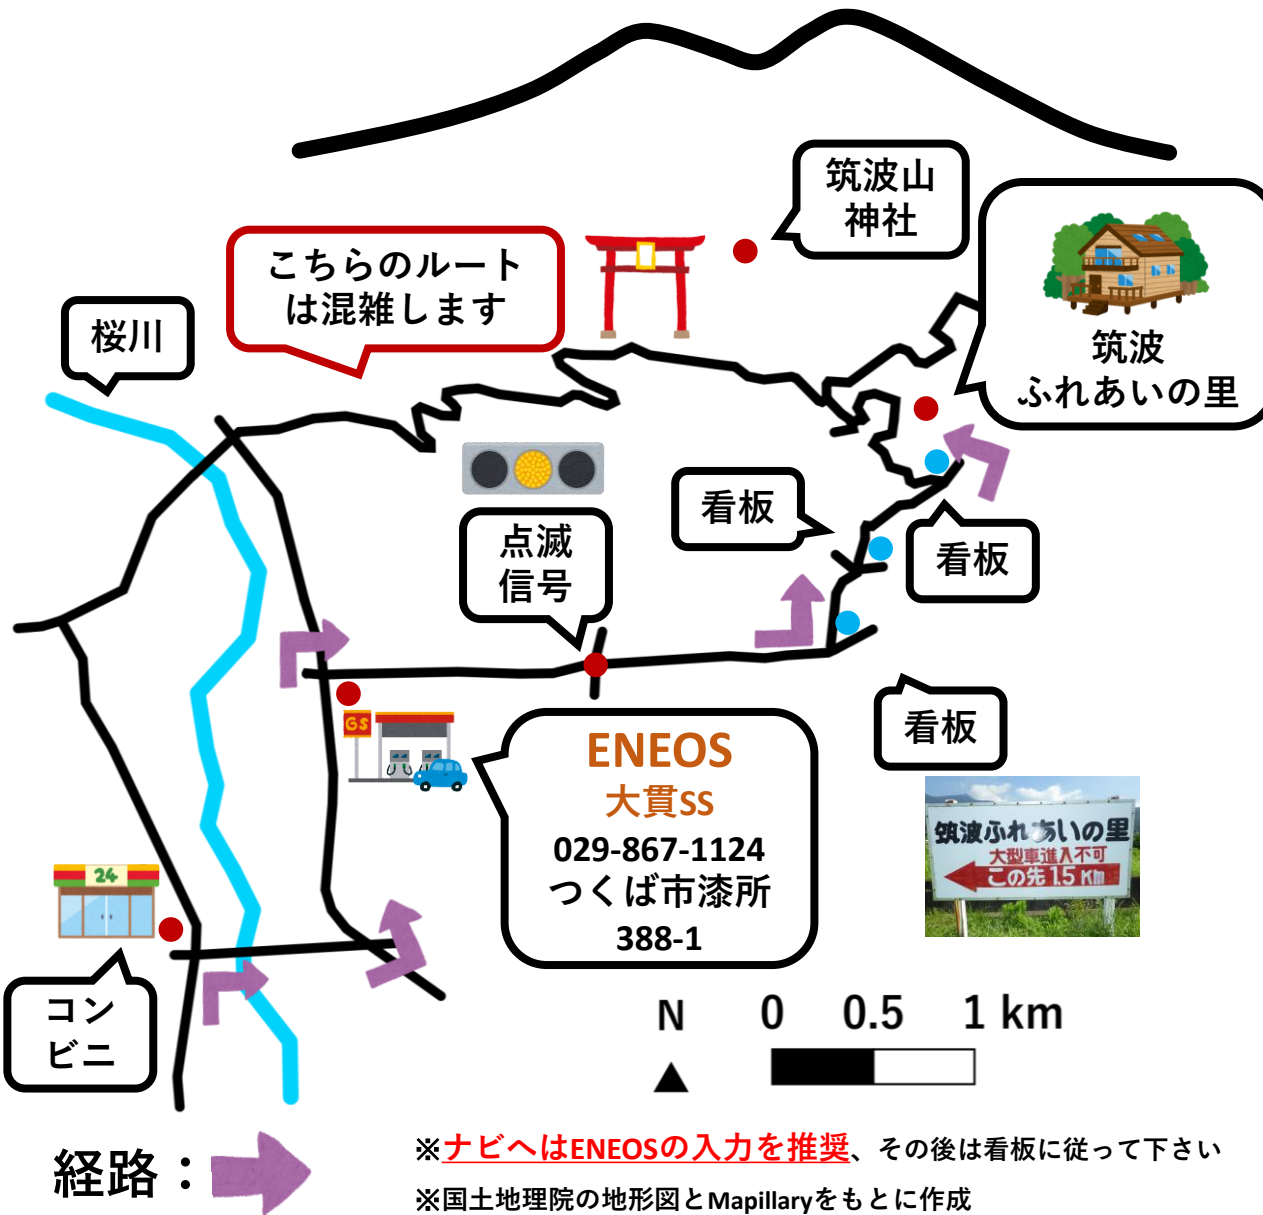 筑波山
神社
こちらのルート
は混雑します
桜川
筑波
ふれあいの里
点滅
信号
看板
看板
看板
GS
ENEOS
大貫SS
029-867-1124
つくば市漆所
388-1
筑波ふれあいの里
大型車進入不可
この先1.5Km
24
コン
ビニ
N 0 0.5 1 km
経路：
※ナビへはENEOSの入力を推奨、その後は看板に従って下さい
※国土地理院の地形図とMapillaryをもとに作成